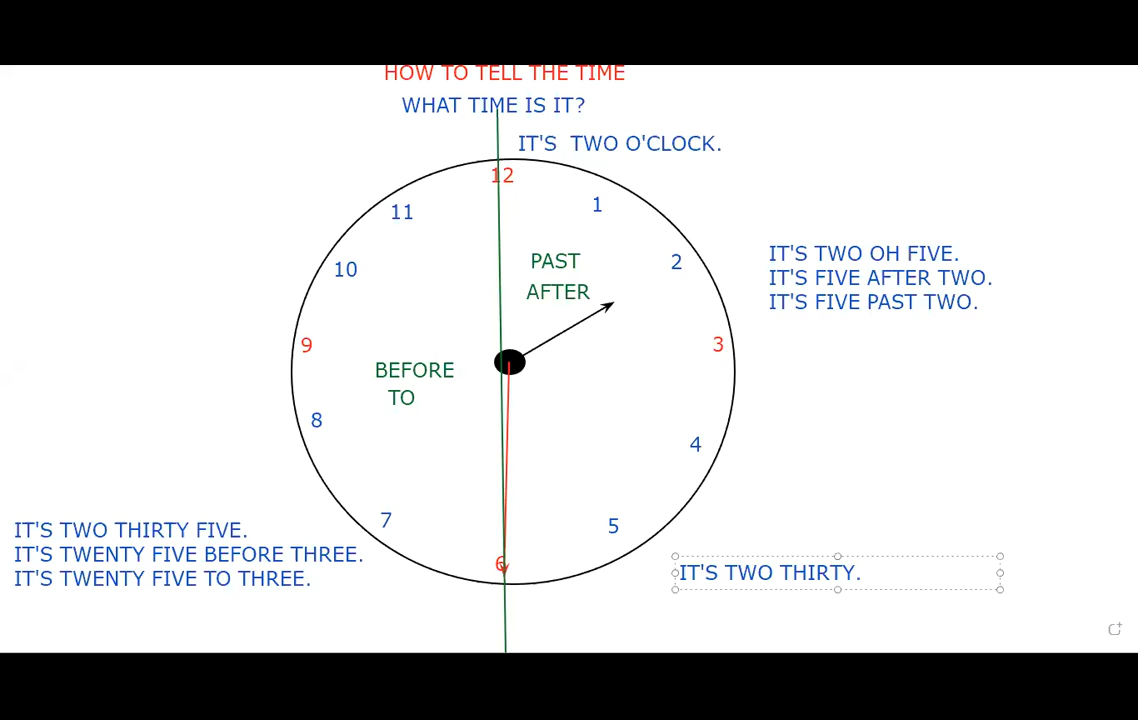 HOW TO TELL THE TIME
WHAT TIME IS IT?
IT'S TWO O'CLOCK.
12
11
1
10
2
PAST
AFTER
IT'S TWO OH FIVE.
IT'S FIVE AFTER TWO.
IT'S FIVE PAST TWO.
9
3
BEFORE
TO
8
4
7
5
6
IT'S TWO THIRTY FIVE.
IT'S TWENTY FIVE BEFORE THREE.
IT'S TWENTY FIVE TO THREE.
IT'S TWO THIRTY.